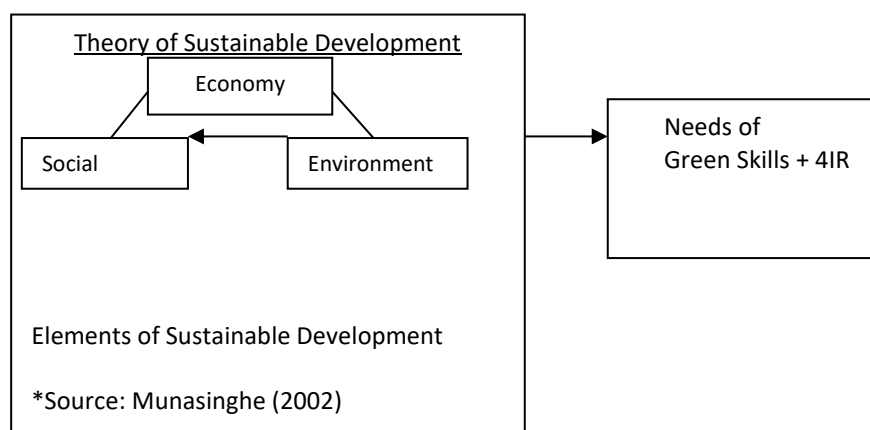 Theory of Sustainable Development
Economy
Social
Environment
Needs of
Green Skills + 4IR
Elements of Sustainable Development
*Source: Munasinghe (2002)